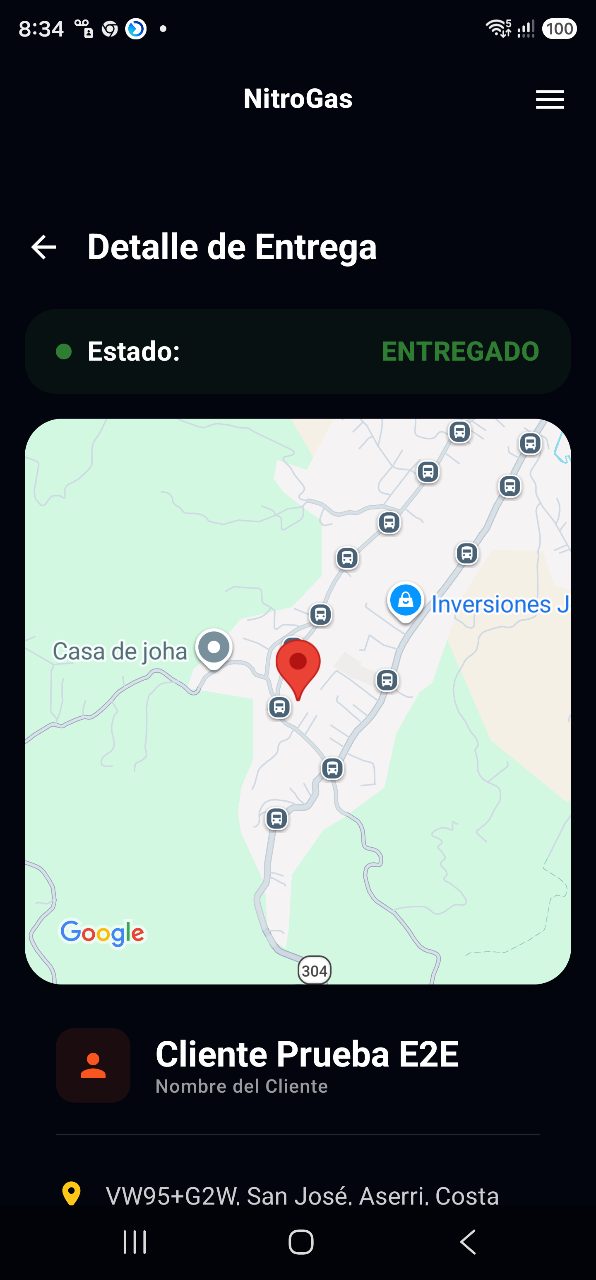 8:34
5
100
NitroGas
Detalle de Entrega
Estado:
ENTREGADO
Inversiones J
Casa de joha
Google
304
Cliente Prueba E2E
Nombre del Cliente
VW95+G2W, San José, Aserri, Costa